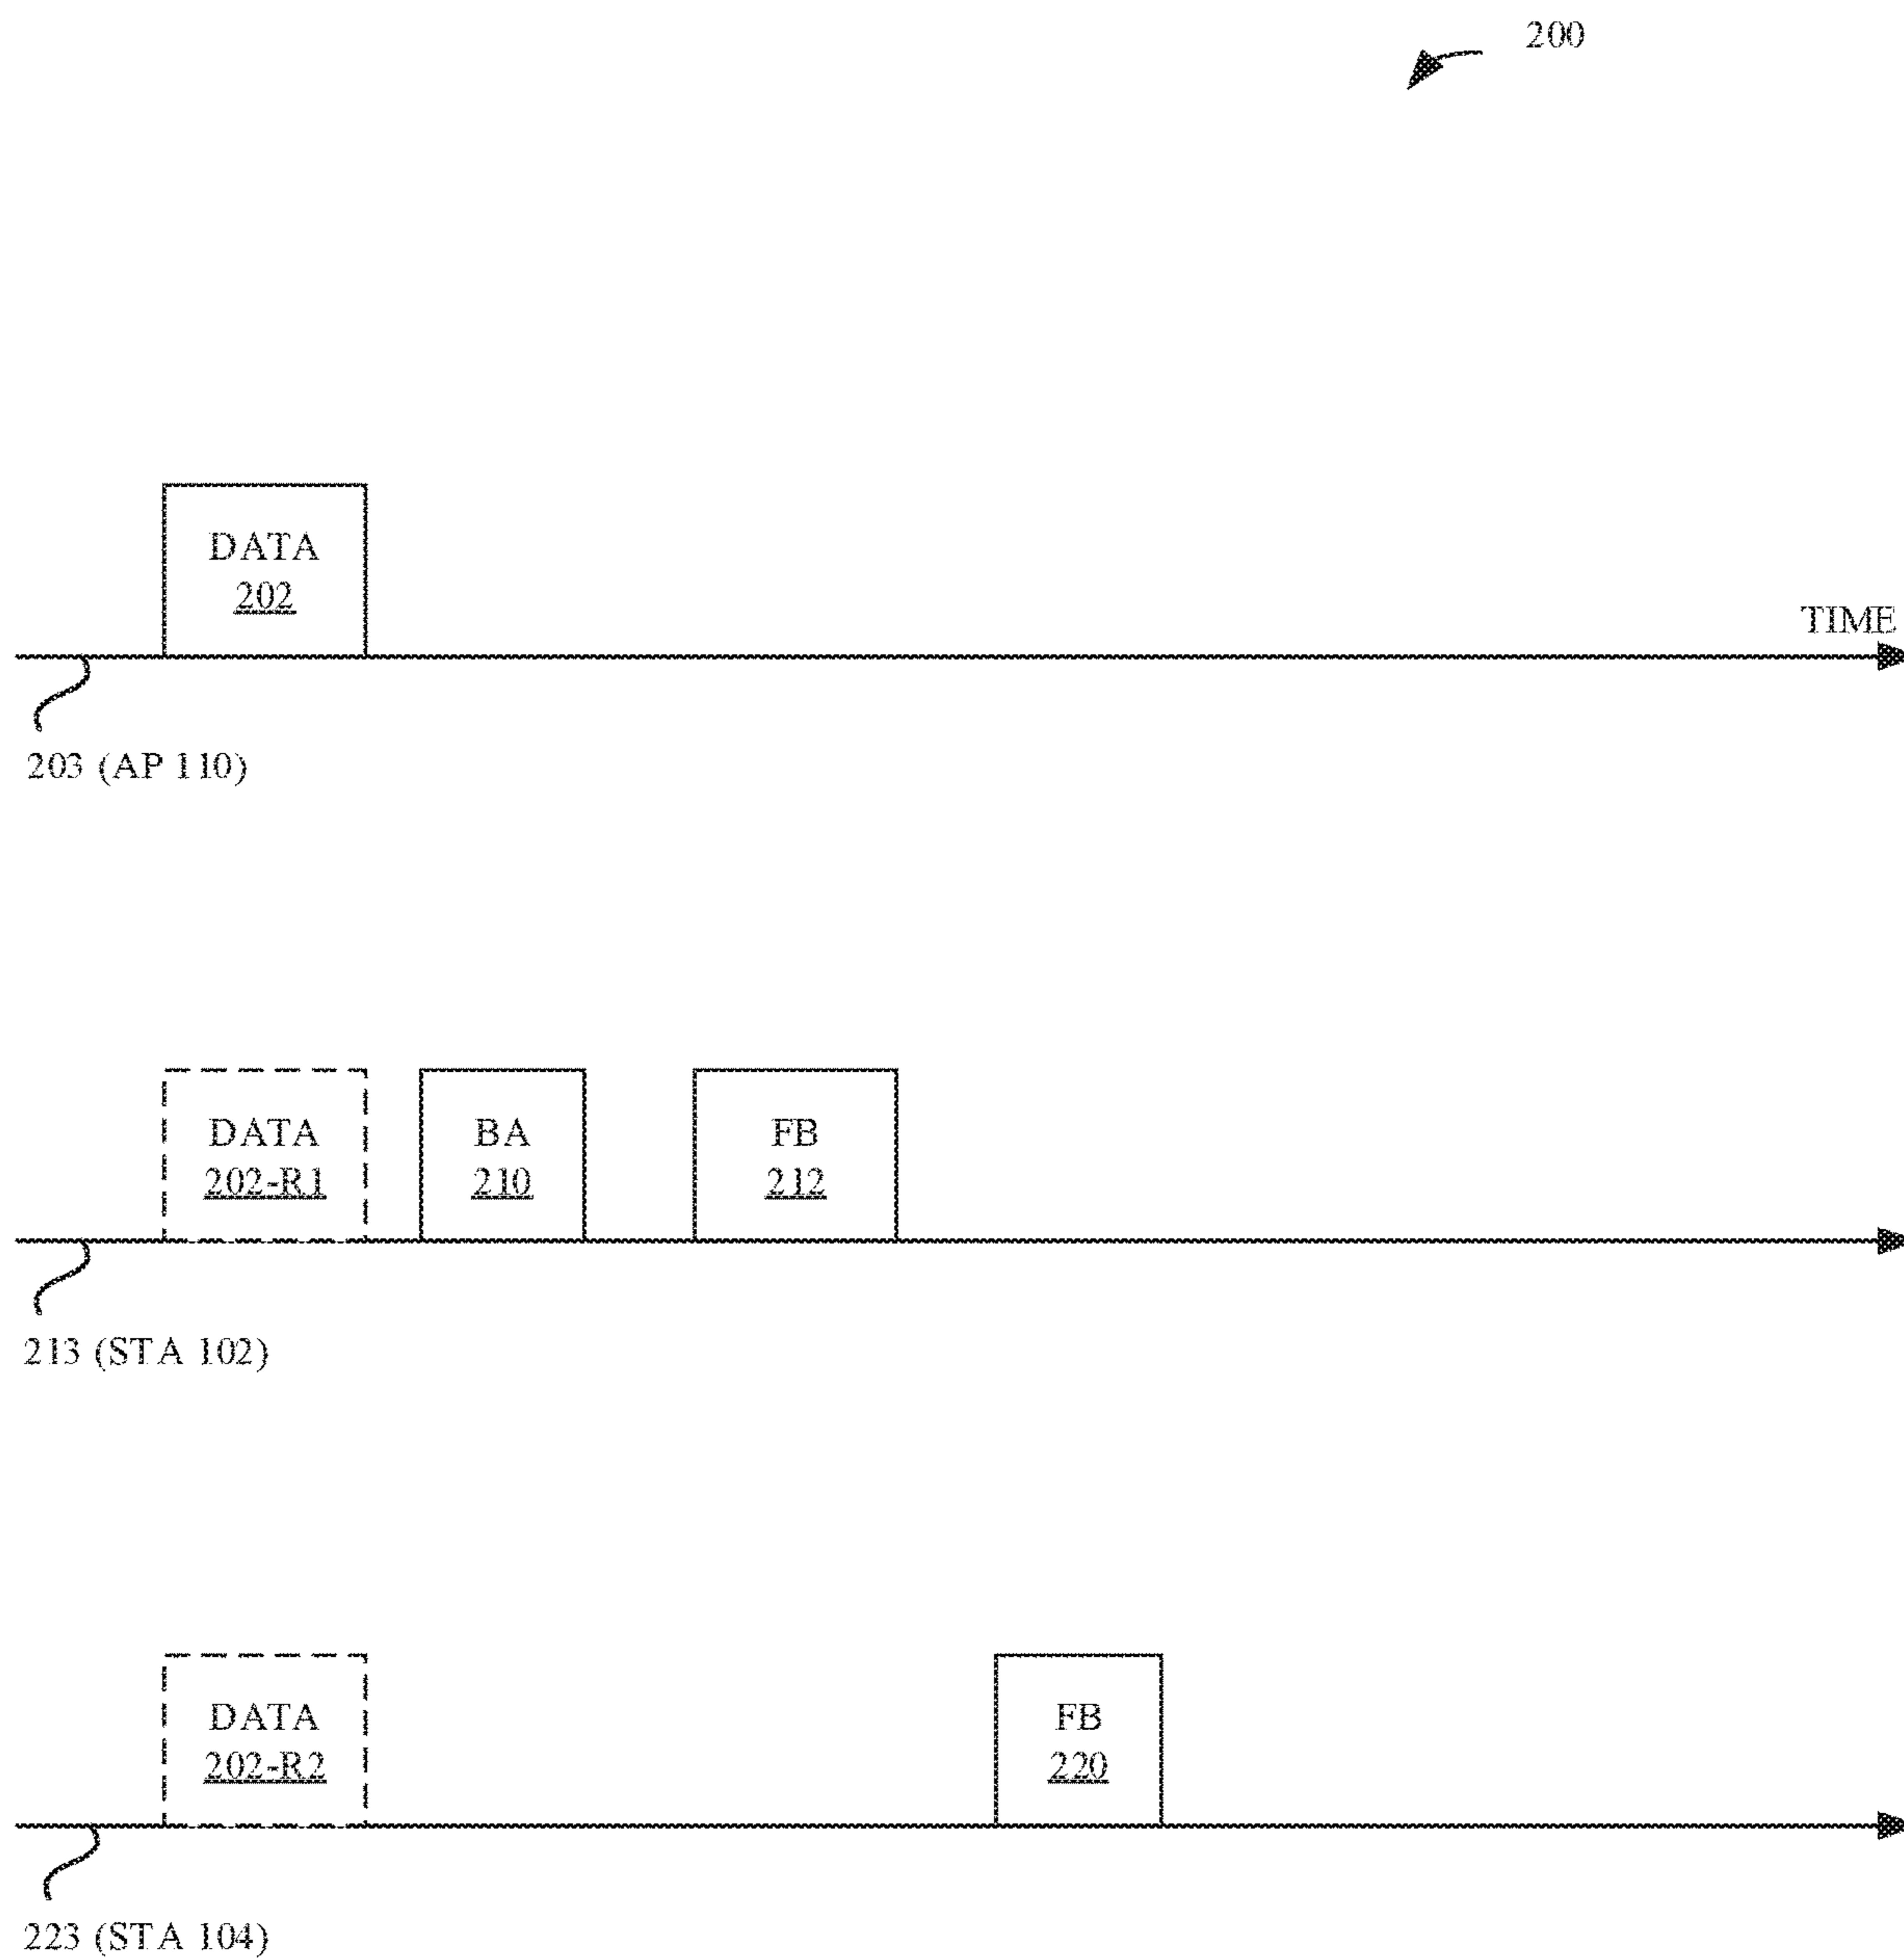 200
DATA
202
TIME
203 (AP 110)
DATA
202-R1
BA
210
FB
212
213 (STA 102)
DATA
202-R2
FB
220
223 (STA 104)